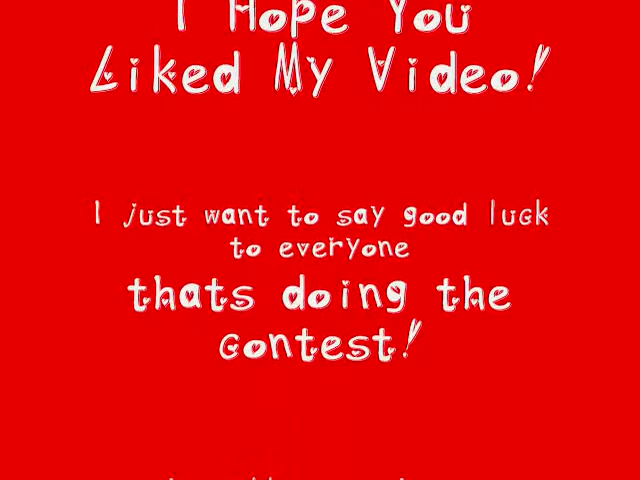 I Hope You
Liked My Video!
I just want to say good luck
to everyone
thats doing the
contest!